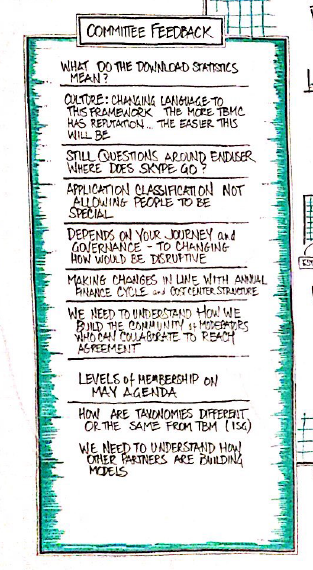 COMMITTEE FEEDBACK
WHAT DO THE DOWNLOAD STATISTICS
MEAN?
CULTURE: CHANGING LANGUAGE TO
THIS FRAMEWORK THE MORE TBMC
HAS REPUTATION... THE EASIER THIS
WILL BE
STILL QUESTIONS AROUND ENDUSER
WHERE DOES SKYPE GO?
APPLICATION CLASSIFICATION NOT
ALLOWING PEOPLE TO BE
SPECIAL
DEPENDS ON YOUR JOURNEY and
GOVERNANCE - TO CHANGING
HOW WOULD BE DISRUPTIVE
MAKING CHANGES IN LINE WITH ANNUAL
FINANCE CYCLE and COST CENTER STRUCTURE
WE NEED TO UNDERSTAND HOW WE
BUILD THE COMMUNITY of MODERATORS
WHO CAN COLLABORATE TO REACH
AGREEMENT
LEVELS of MEMBERSHIP ON
MAY AGENDA
HOW ARE TAXONOMIES DIFFERENT
OR THE SAME FROM TBM (ISG)
WE NEED TO UNDERSTAND HOW
OTHER PARTNERS ARE BUILDING
MODELS